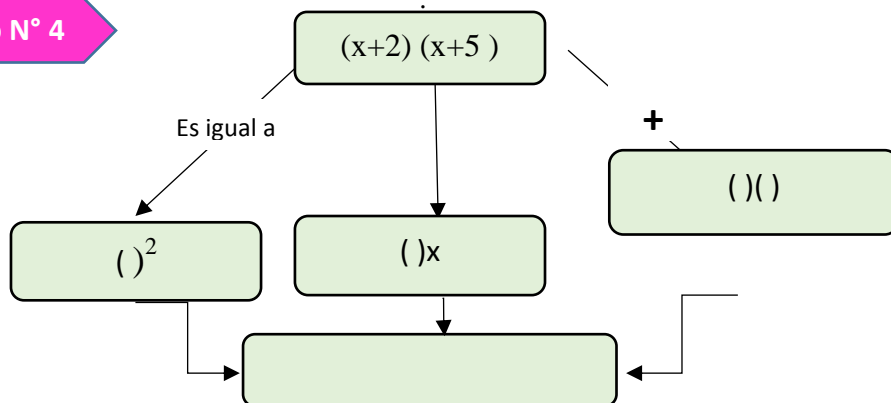 N° 4
(x+2) (x+5 )
Es igual a
+
( )( )
( )²
( )x